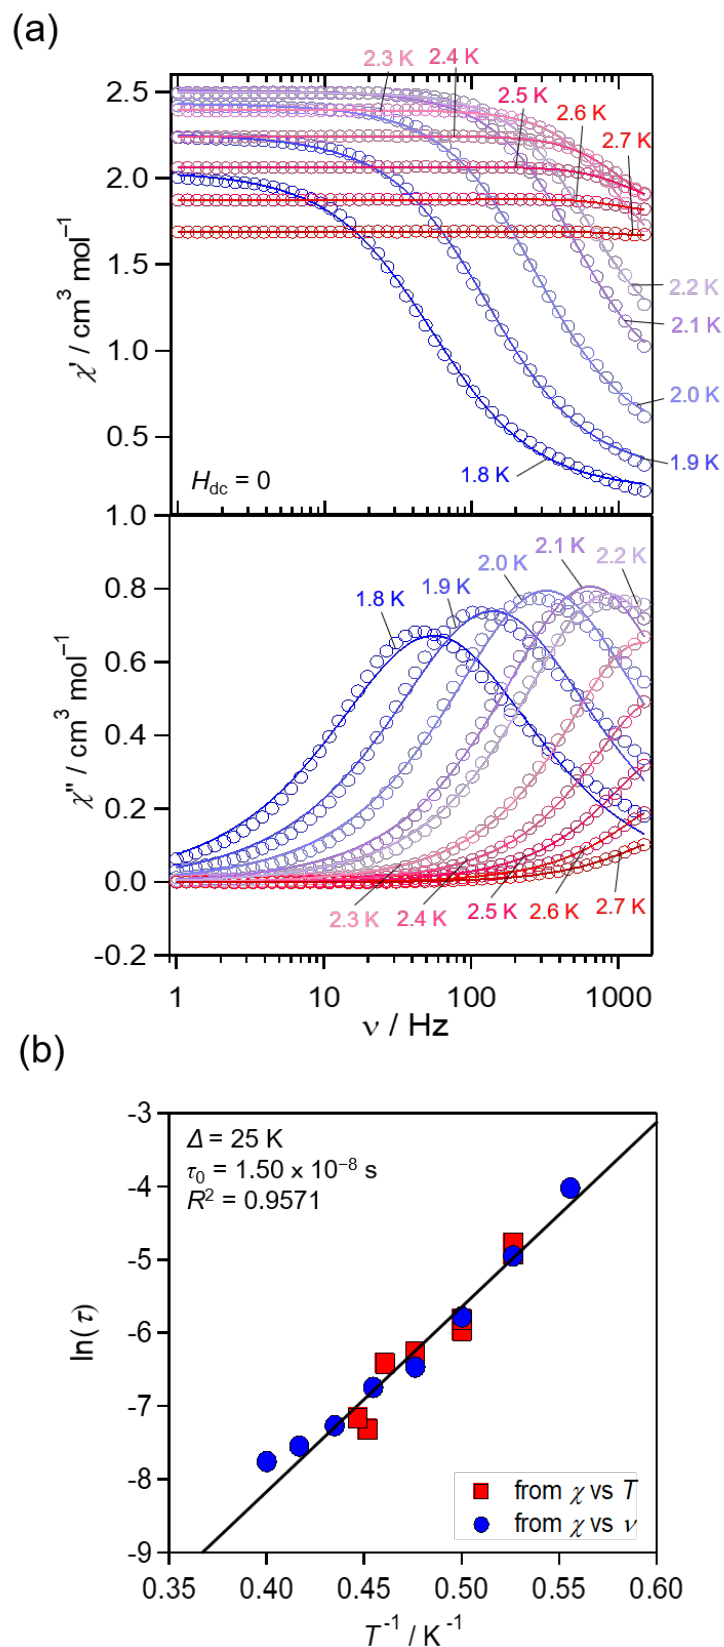 (a)
2.3 K
2.4 K
2.5 K
2.6 K
2.7 K
2.5
2.0
1.5
1.0
0.5
χ' / cm³ mol⁻¹
2.2 K
2.1 K
2.0 K
1.9 K
1.8 K
H_dc = 0
1.0
0.8
0.6
0.4
0.2
0.0
-0.2
χ'' / cm³ mol⁻¹
1.8 K
1.9 K
2.0 K
2.1 K
2.2 K
2.3 K
2.4 K
2.5 K
2.6 K
2.7 K
1 10 100 1000
ν / Hz
(b)
-3
-4
-5
-6
-7
-8
-9
ln(τ)
Δ = 25 K
τ₀ = 1.50 x 10⁻⁸ s
R² = 0.9571
from χ vs T
from χ vs ν
0.35 0.40 0.45 0.50 0.55 0.60
T⁻¹ / K⁻¹